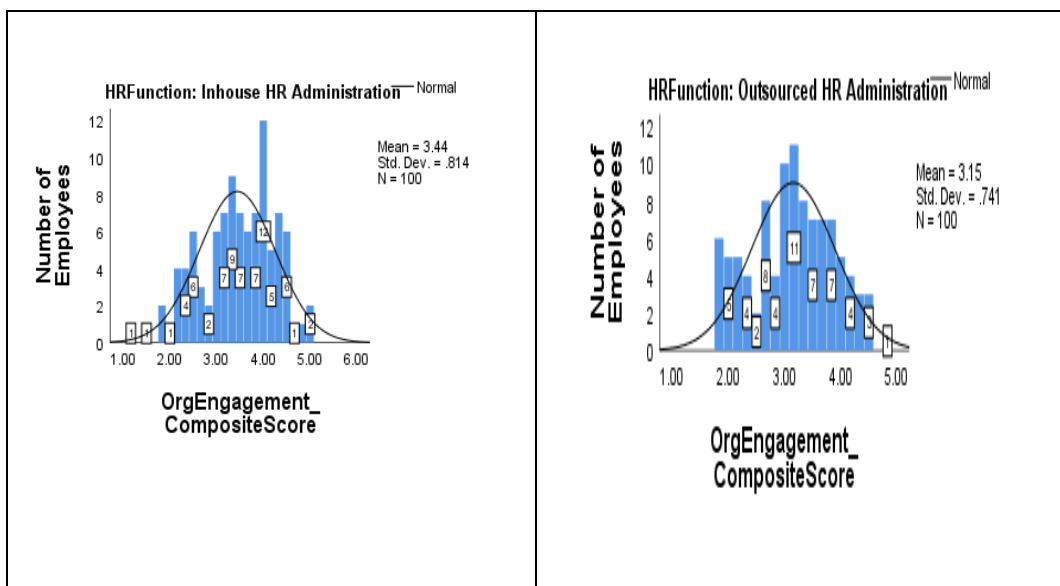 HRFunction: Inhouse HR Administration
Normal
12
10
8
6
4
2
0
Number of
Employees
Mean = 3.44
Std. Dev. = .814
N = 100
1 1 1 4 6 2 7 9 7 7 12 5 6 1 2
1.00 2.00 3.00 4.00 5.00 6.00
OrgEngagement_
CompositeScore
HRFunction: Outsourced HR Administration
Normal
12
10
8
6
4
2
0
Number of
Employees
Mean = 3.15
Std. Dev. = .741
N = 100
5 4 2 8 4 11 7 7 4 3 1
1.00 2.00 3.00 4.00 5.00
OrgEngagement_
CompositeScore